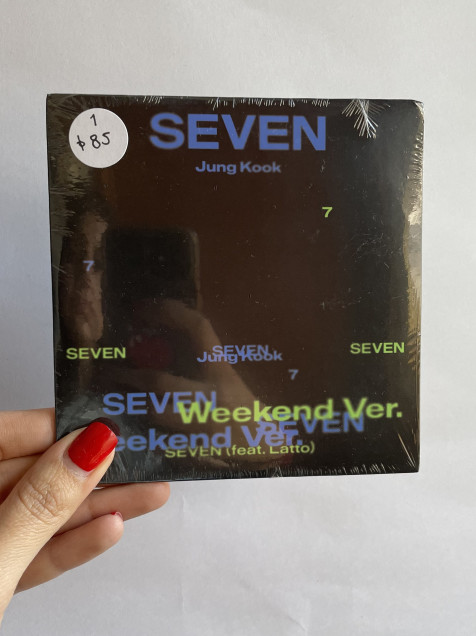 1
$85
SEVEN
Jung Kook
7
7
SEVEN
SEVEN
Jung Kook
SEVEN
7
SEVEN
Weekend Ver.
SEVEN
eekend Ver.
SEVEN (feat. Latto)